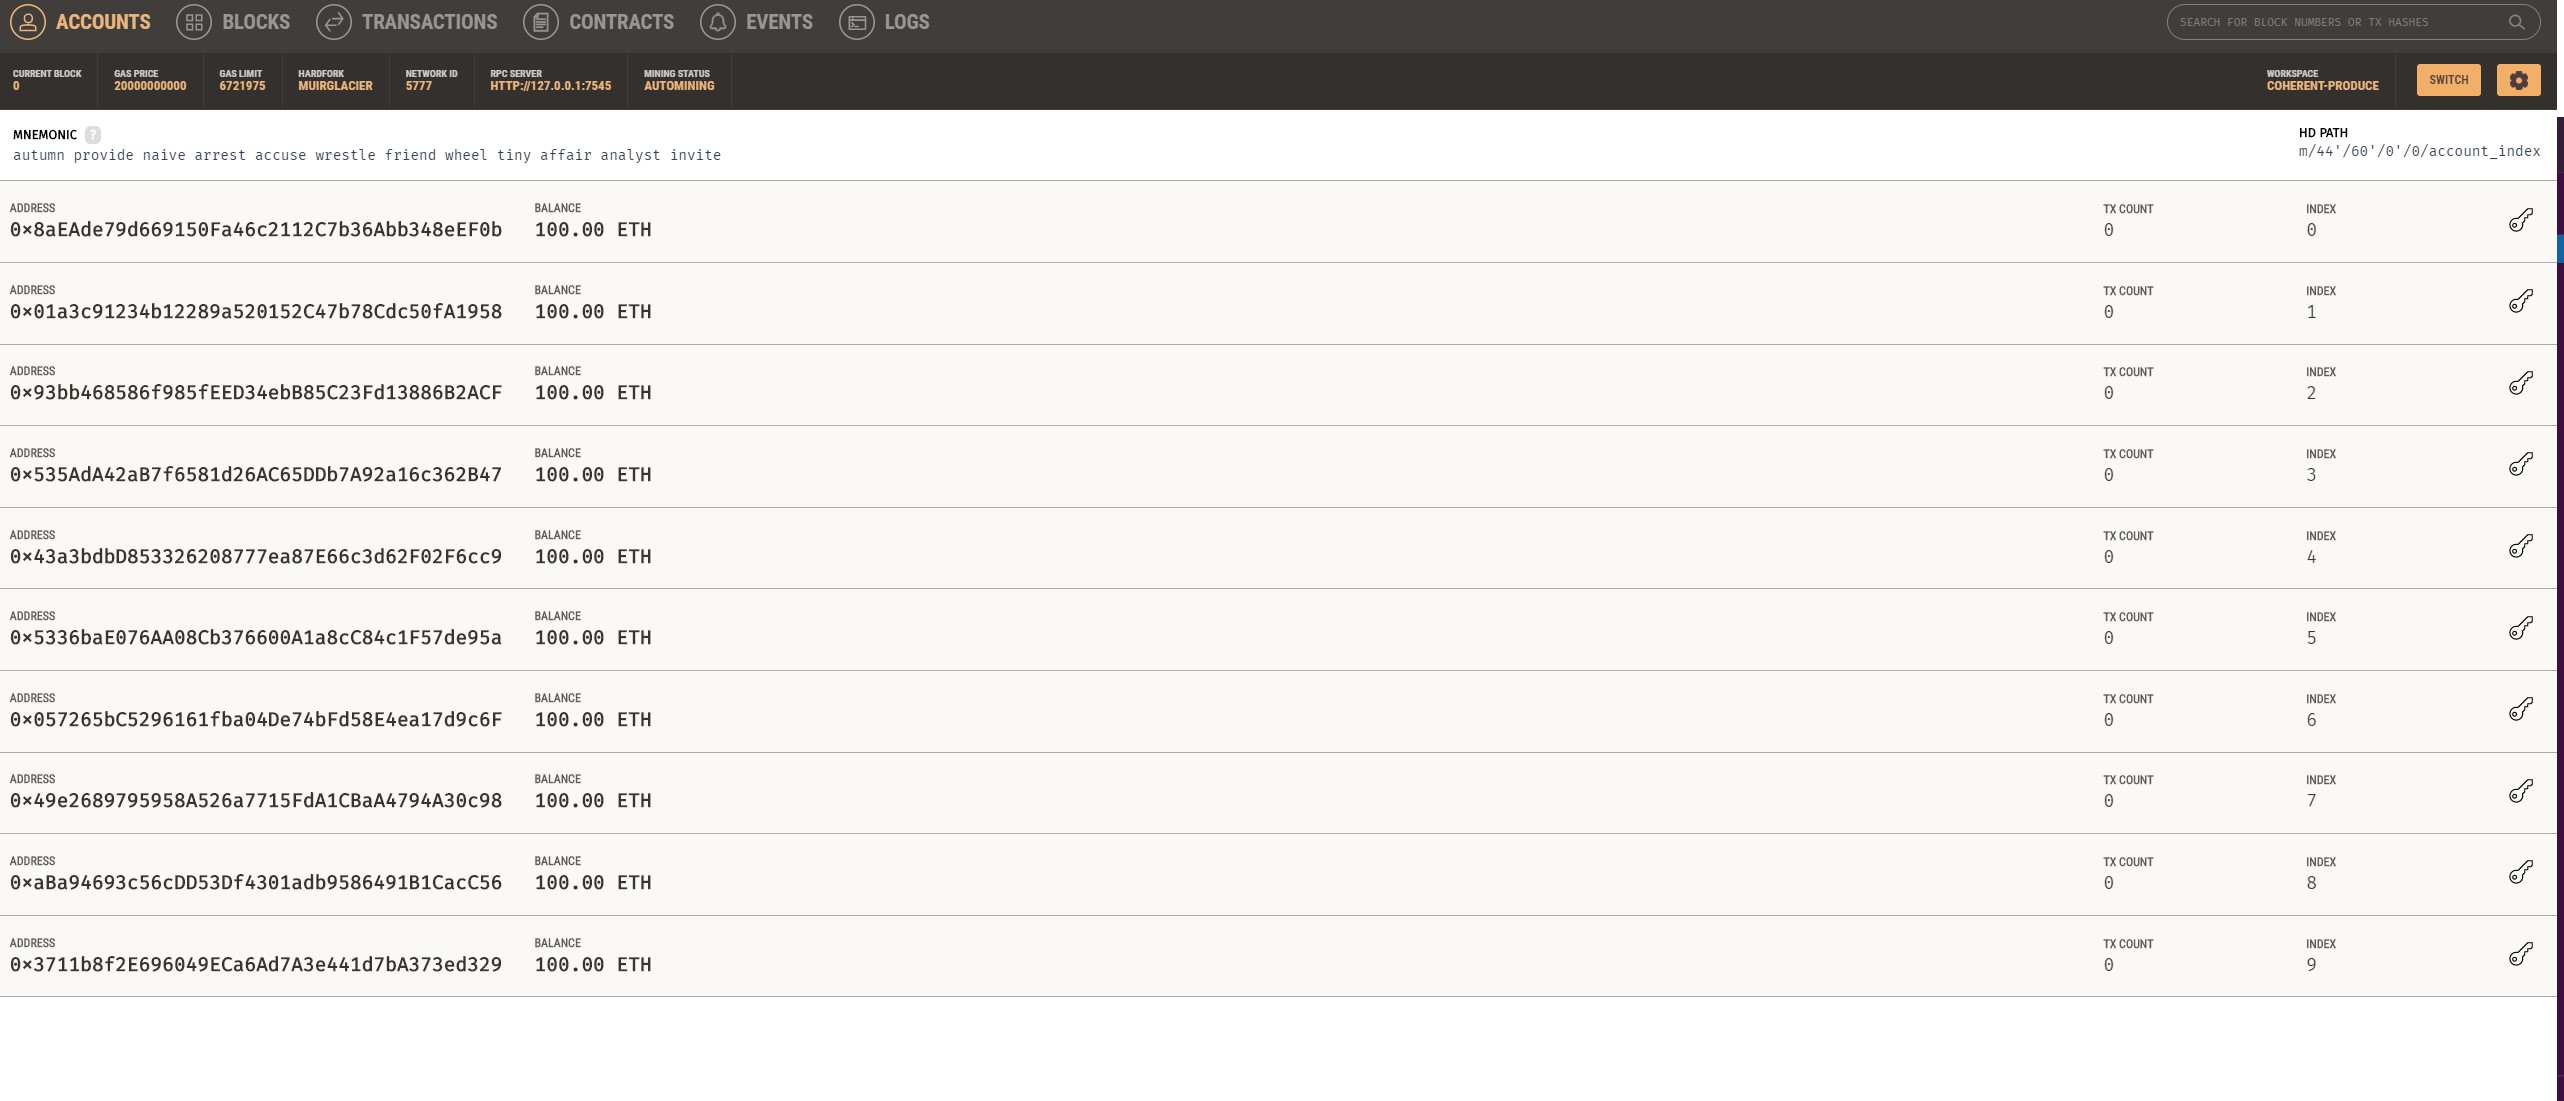 ACCOUNTS BLOCKS TRANSACTIONS CONTRACTS EVENTS LOGS SEARCH FOR BLOCK NUMBERS OR TX HASHES
CURRENT BLOCK GAS PRICE GAS LIMIT HARDFORK NETWORK ID RPC SERVER MINING STATUS WORKSPACE
0 20000000000 6721975 MUIRGLACIER 5777 HTTP://127.0.0.1:7545 AUTOMINING COHERENT-PRODUCE SWITCH
MNEMONIC ? HD PATH
autumn provide naive arrest accuse wrestle friend wheel tiny affair analyst invite m/44'/60'/0'/0/account_index
ADDRESS BALANCE TX COUNT INDEX
0×8aEAde79d669150Fa46c2112C7b36Abb348eEF0b 100.00 ETH 0 0
ADDRESS BALANCE TX COUNT INDEX
0×01a3c91234b12289a520152C47b78Cdc50fA1958 100.00 ETH 0 1
ADDRESS BALANCE TX COUNT INDEX
0×93bb468586f985fEED34ebB85C23Fd13886B2ACF 100.00 ETH 0 2
ADDRESS BALANCE TX COUNT INDEX
0×535AdA42aB7f6581d26AC65DDb7A92a16c362B47 100.00 ETH 0 3
ADDRESS BALANCE TX COUNT INDEX
0×43a3bdbD853326208777ea87E66c3d62F02F6cc9 100.00 ETH 0 4
ADDRESS BALANCE TX COUNT INDEX
0×5336baE076AA08Cb376600A1a8cC84c1F57de95a 100.00 ETH 0 5
ADDRESS BALANCE TX COUNT INDEX
0×057265bC5296161fba04De74bFd58E4ea17d9c6F 100.00 ETH 0 6
ADDRESS BALANCE TX COUNT INDEX
0×49e2689795958A526a7715FdA1CBaA4794A30c98 100.00 ETH 0 7
ADDRESS BALANCE TX COUNT INDEX
0×aBa94693c56cDD53Df4301adb9586491B1CacC56 100.00 ETH 0 8
ADDRESS BALANCE TX COUNT INDEX
0×3711b8f2E696049ECa6Ad7A3e441d7bA373ed329 100.00 ETH 0 9